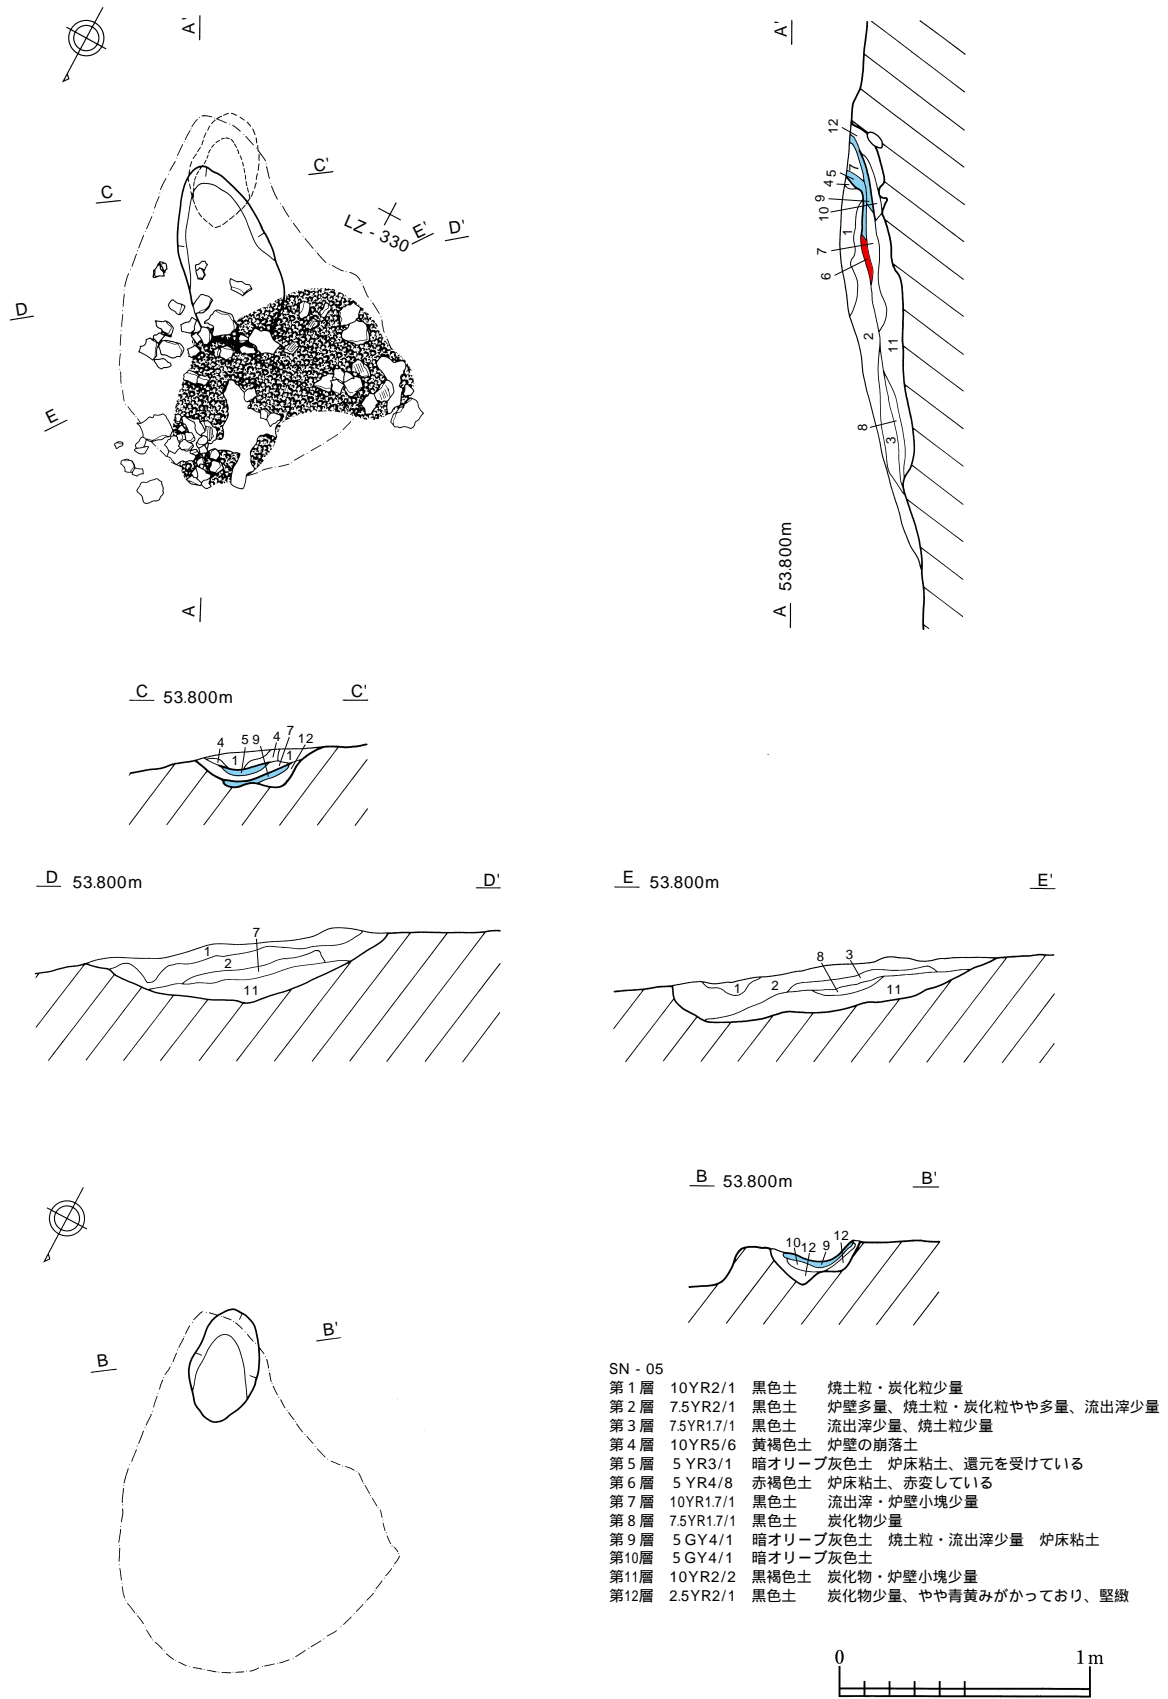 A'
A'
C
C'
LZ - 330
E'
D'
D
E
A
12
4 5
7
9
10
1
7
6
2
11
8
3
A 53.800m
C 53.800m
C'
4
5 9
4
7
12
1
1
D 53.800m
D'
7
1
2
11
E 53.800m
E'
8
3
1
2
11
B 53.800m
B'
10
12
9
12
B
B'
SN - 05
第1層 10YR2/1 黒色土 焼土粒・炭化粒少量
第2層 7.5YR2/1 黒色土 炉壁多量、焼土粒・炭化粒やや多量、流出滓少量
第3層 7.5YR1.7/1 黒色土 流出滓少量、焼土粒少量
第4層 10YR5/6 黄褐色土 炉壁の崩落土
第5層 5YR3/1 暗オリーブ灰色土 炉床粘土、還元を受けている
第6層 5YR4/8 赤褐色土 炉床粘土、赤変している
第7層 10YR1.7/1 黒色土 流出滓・炉壁小塊少量
第8層 7.5YR1.7/1 黒色土 炭化物少量
第9層 5GY4/1 暗オリーブ灰色土 焼土粒・流出滓少量 炉床粘土
第10層 5GY4/1 暗オリーブ灰色土
第11層 10YR2/2 黒褐色土 炭化物・炉壁小塊少量
第12層 2.5YR2/1 黒色土 炭化物少量、やや青黄みがかっており、堅緻
0 1m